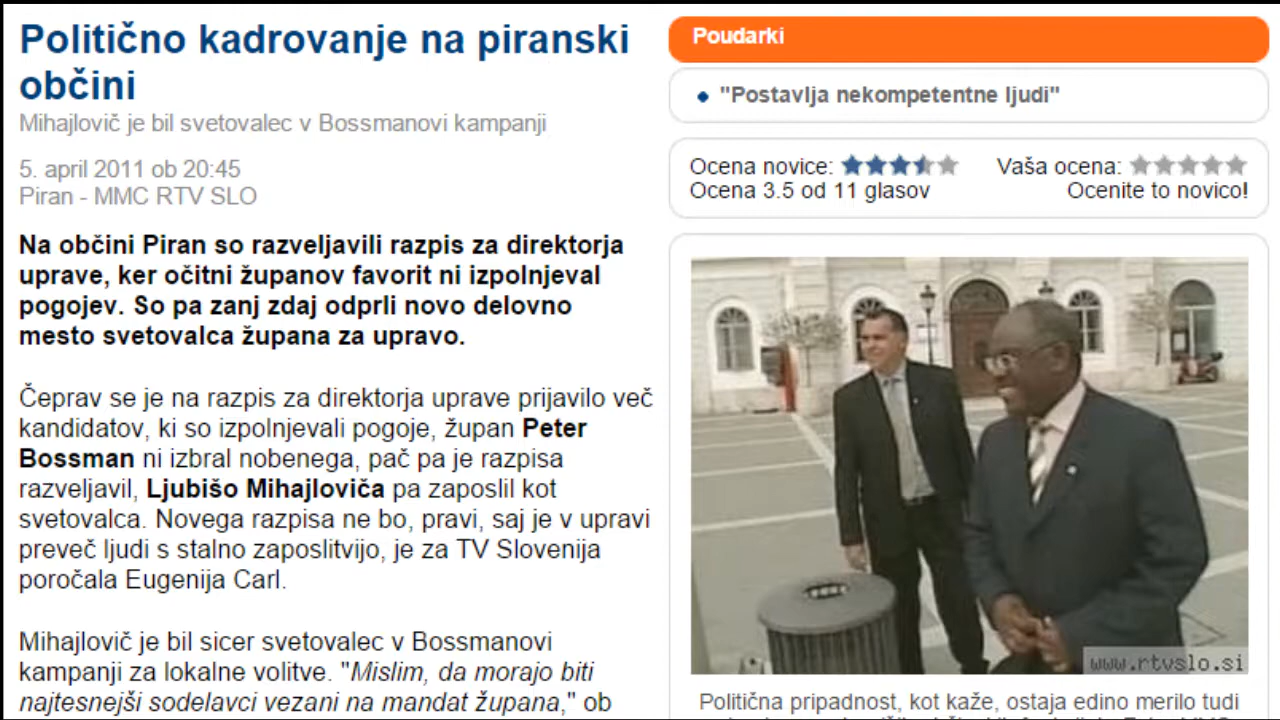 Politično kadrovanje na piranski
občini
Mihajlovič je bil svetovalec v Bossmanovi kampanji
5. april 2011 ob 20:45
Piran - MMC RTV SLO
Na občini Piran so razveljavili razpis za direktorja
uprave, ker očitni županov favorit ni izpolnjeval
pogojev. So pa zanj zdaj odprli novo delovno
mesto svetovalca župana za upravo.
Čeprav se je na razpis za direktorja uprave prijavilo več
kandidatov, ki so izpolnjevali pogoje, župan Peter
Bossman ni izbral nobenega, pač pa je razpisa
razveljavil, Ljubišo Mihajloviča pa zaposlil kot
svetovalca. Novega razpisa ne bo, pravi, saj je v upravi
preveč ljudi s stalno zaposlitvijo, je za TV Slovenija
poročala Eugenija Carl.
Mihajlovič je bil sicer svetovalec v Bossmanovi
kampanji za lokalne volitve. "Mislim, da morajo biti
najtesnejši sodelavci vezani na mandat župana," ob
Poudarki
"Postavlja nekompetentne ljudi"
Ocena novice:
Vaša ocena:
Ocena 3.5 od 11 glasov
Ocenite to novico!
www.rtvslo.si
Politična pripadnost, kot kaže, ostaja edino merilo tudi